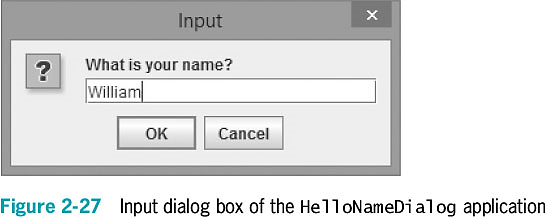 Input
×
?
What is your name?
William
OK
Cancel
Figure 2-27 Input dialog box of the HelloNameDialog application